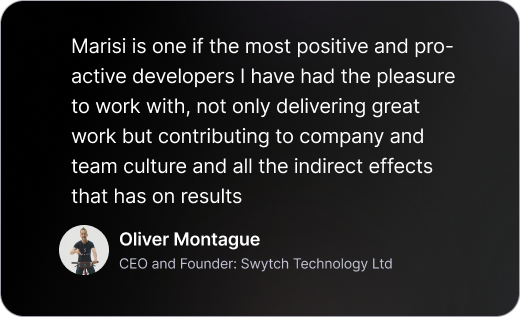 Marisi is one if the most positive and pro-
active developers I have had the pleasure
to work with, not only delivering great
work but contributing to company and
team culture and all the indirect effects
that has on results
Oliver Montague
CEO and Founder: Swytch Technology Ltd